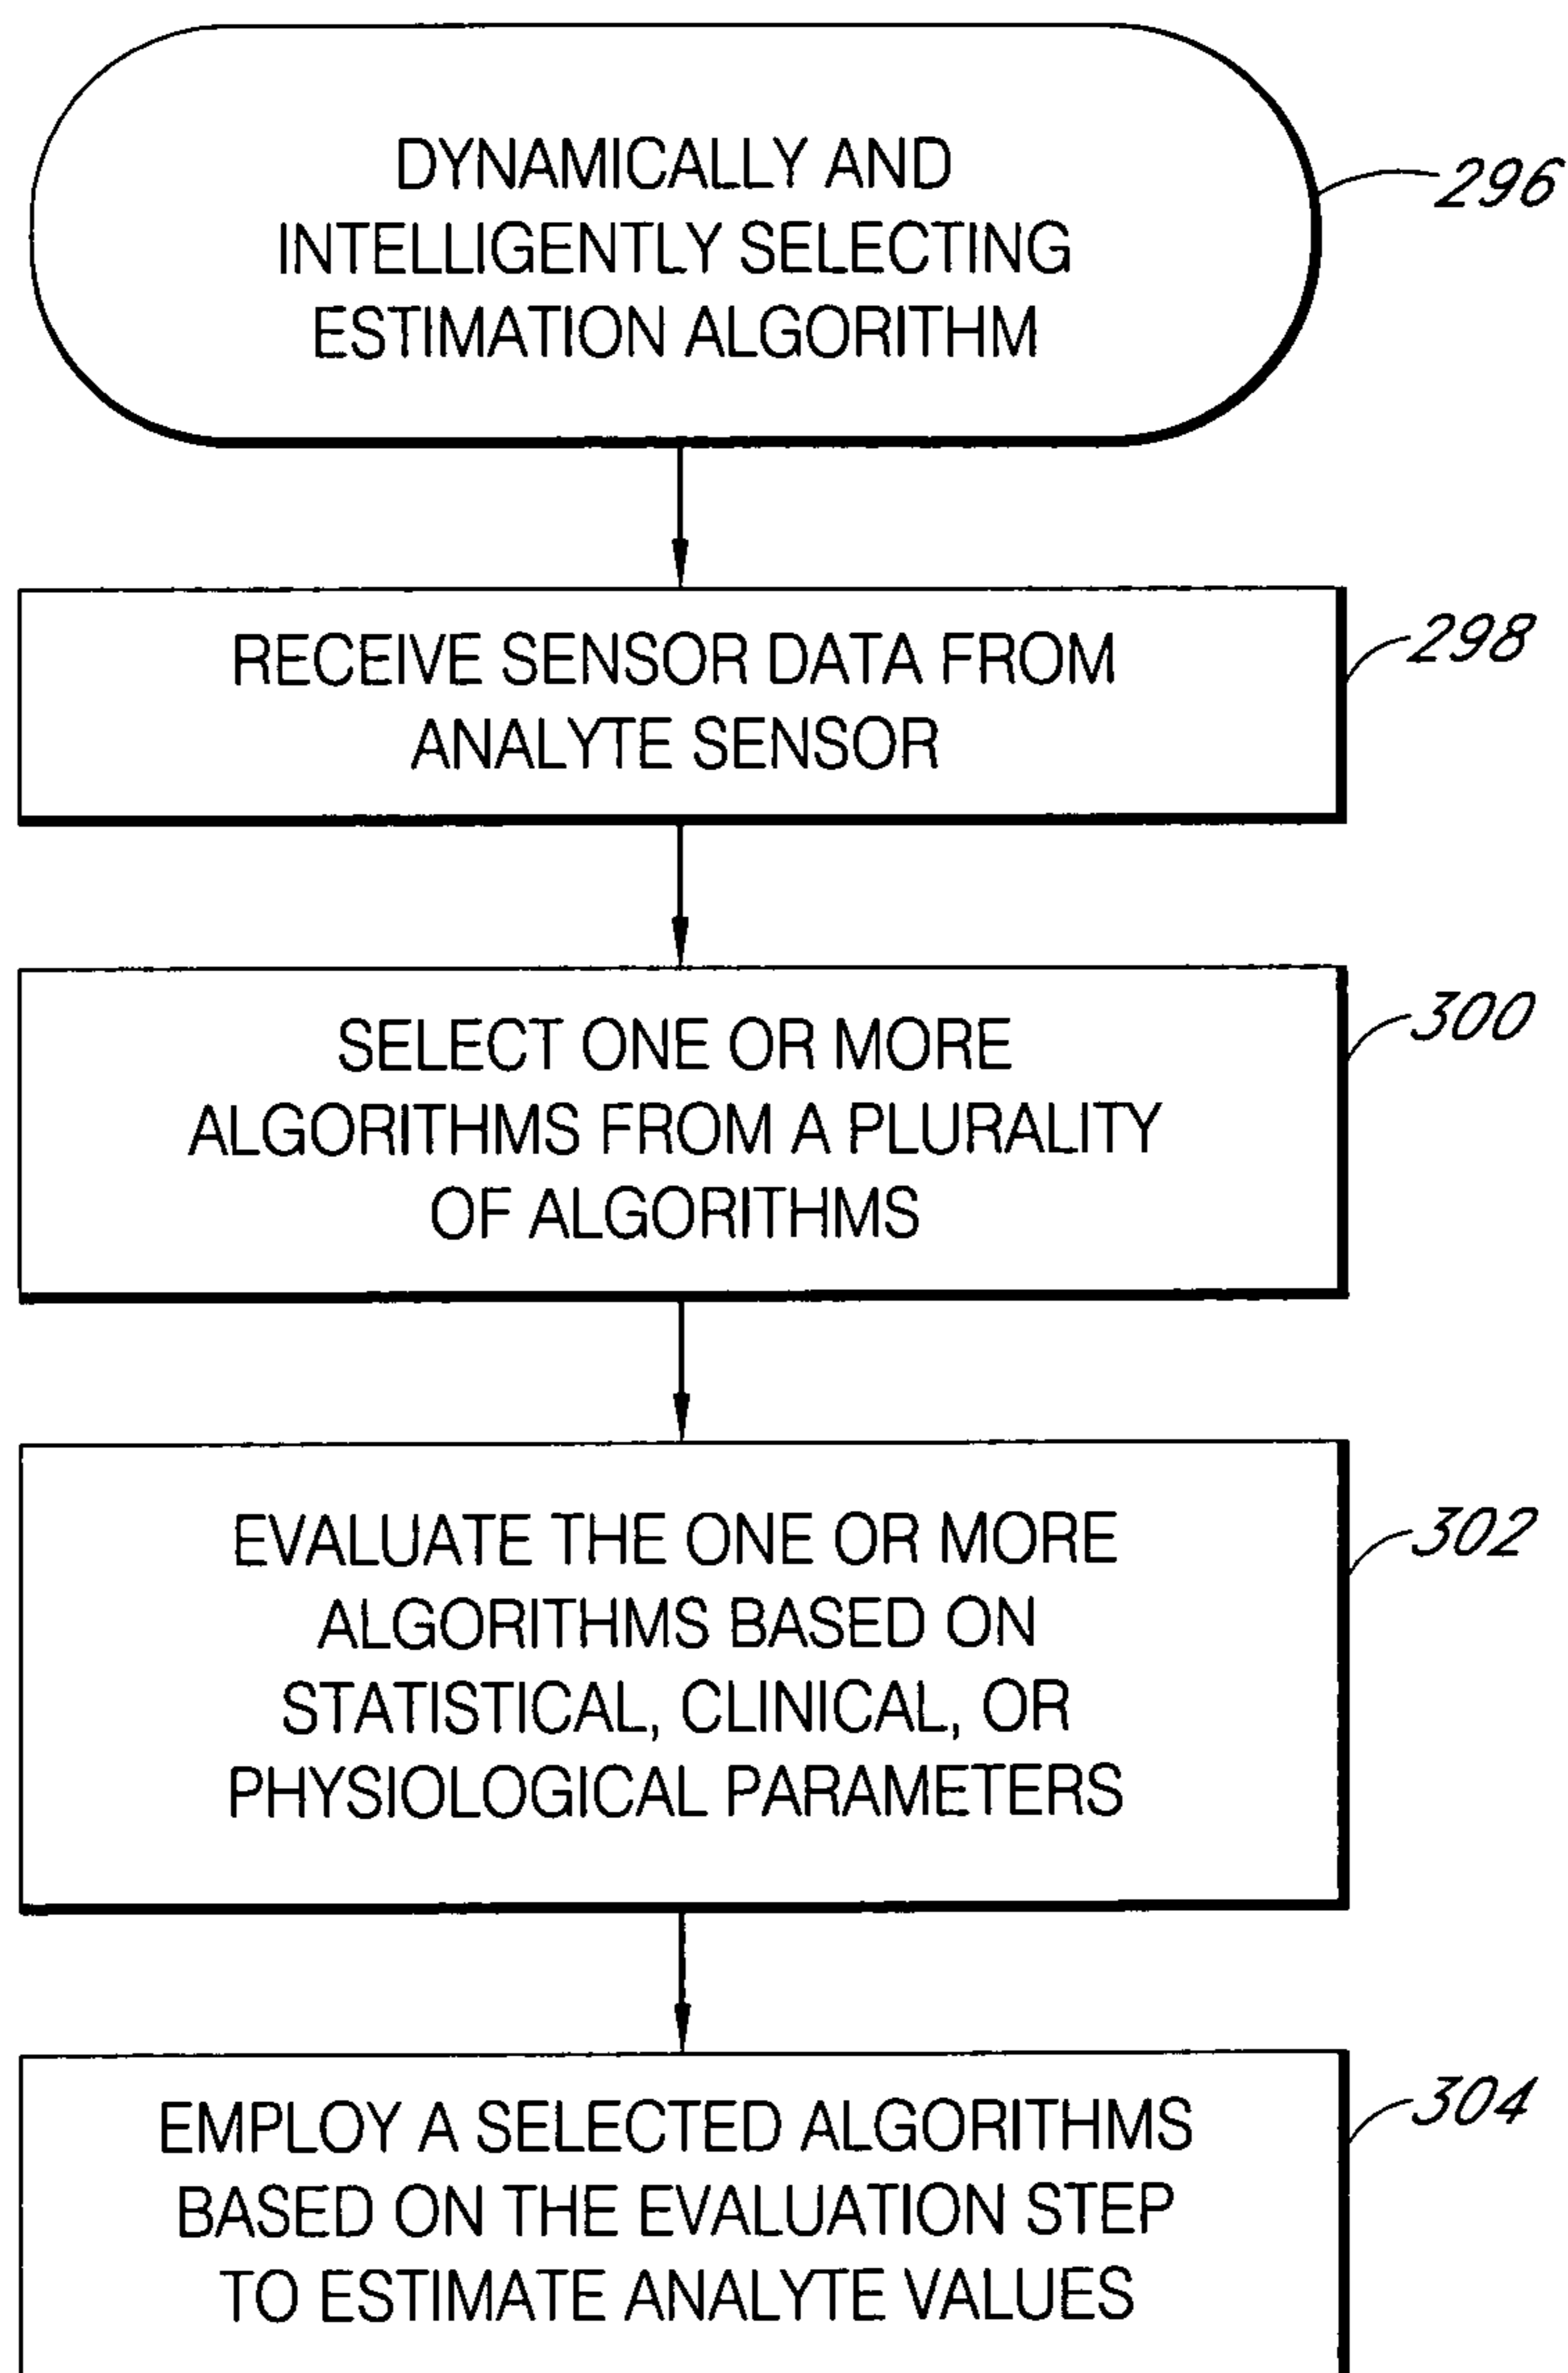 DYNAMICALLY AND
INTELLIGENTLY SELECTING
ESTIMATION ALGORITHM
296
RECEIVE SENSOR DATA FROM
ANALYTE SENSOR
298
SELECT ONE OR MORE
ALGORITHMS FROM A PLURALITY
OF ALGORITHMS
300
EVALUATE THE ONE OR MORE
ALGORITHMS BASED ON
STATISTICAL, CLINICAL, OR
PHYSIOLOGICAL PARAMETERS
302
EMPLOY A SELECTED ALGORITHMS
BASED ON THE EVALUATION STEP
TO ESTIMATE ANALYTE VALUES
304